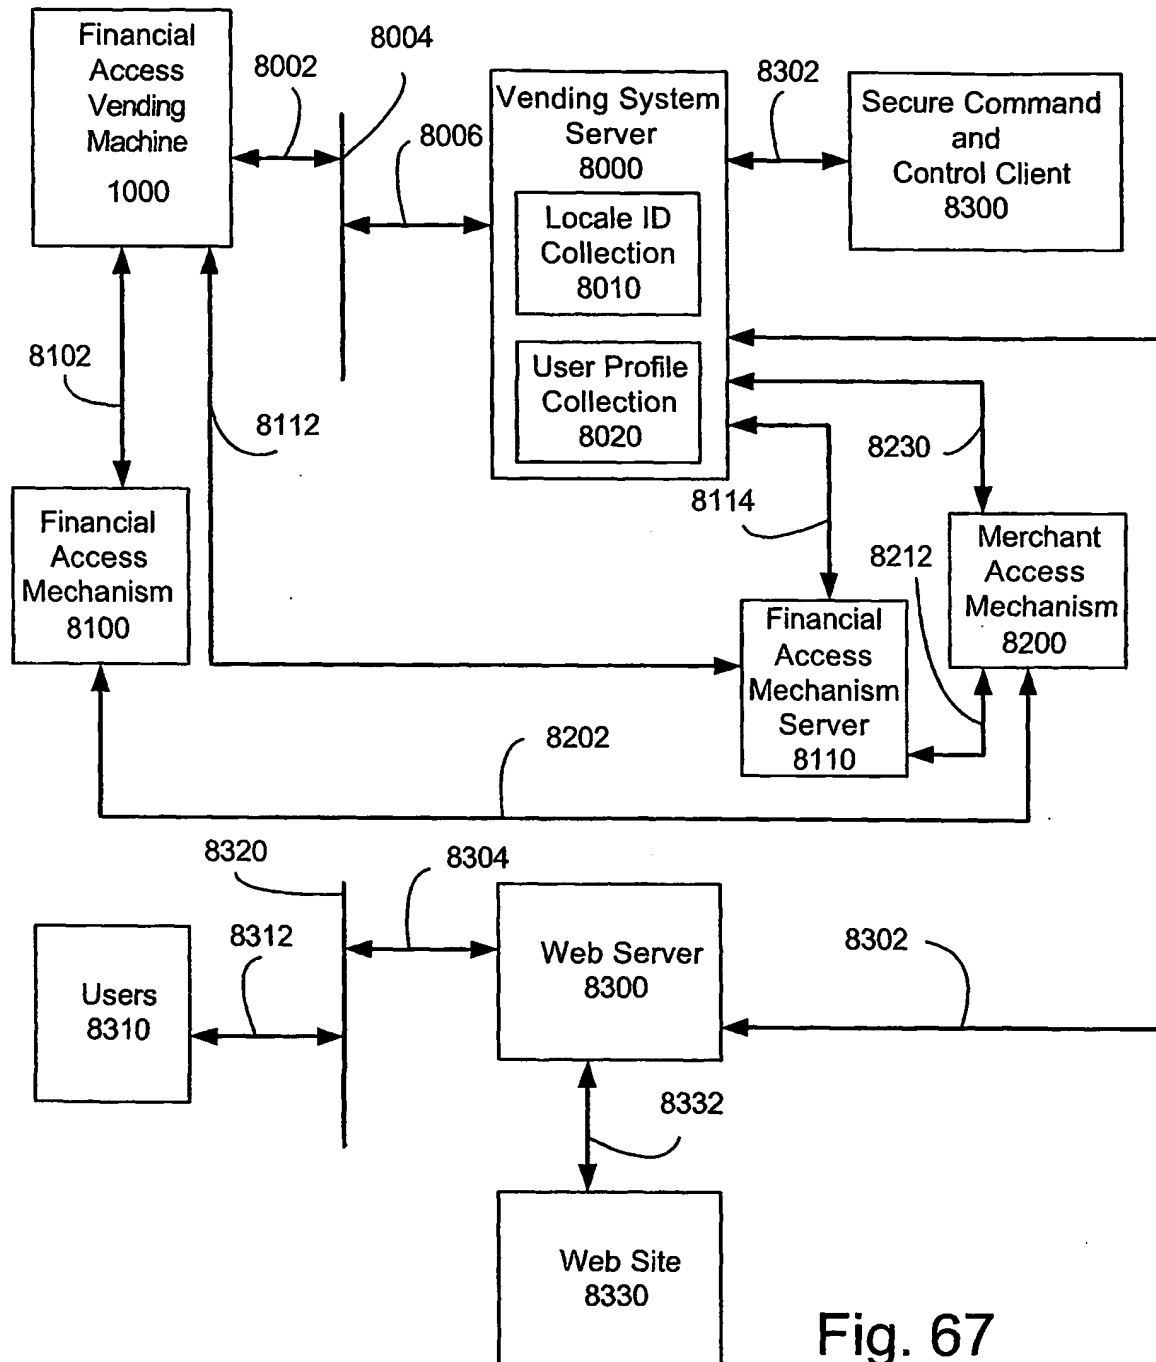 Financial
Access
Vending
Machine
1000
8002
8004
8006
Vending System
Server
8000
Locale ID
Collection
8010
User Profile
Collection
8020
8302
Secure Command
and
Control Client
8300
8102
8112
8114
8230
8212
Financial
Access
Mechanism
8100
Financial
Access
Mechanism
Server
8110
Merchant
Access
Mechanism
8200
8202
8320
8304
8312
Users
8310
Web Server
8300
8302
8332
Web Site
8330
Fig. 67